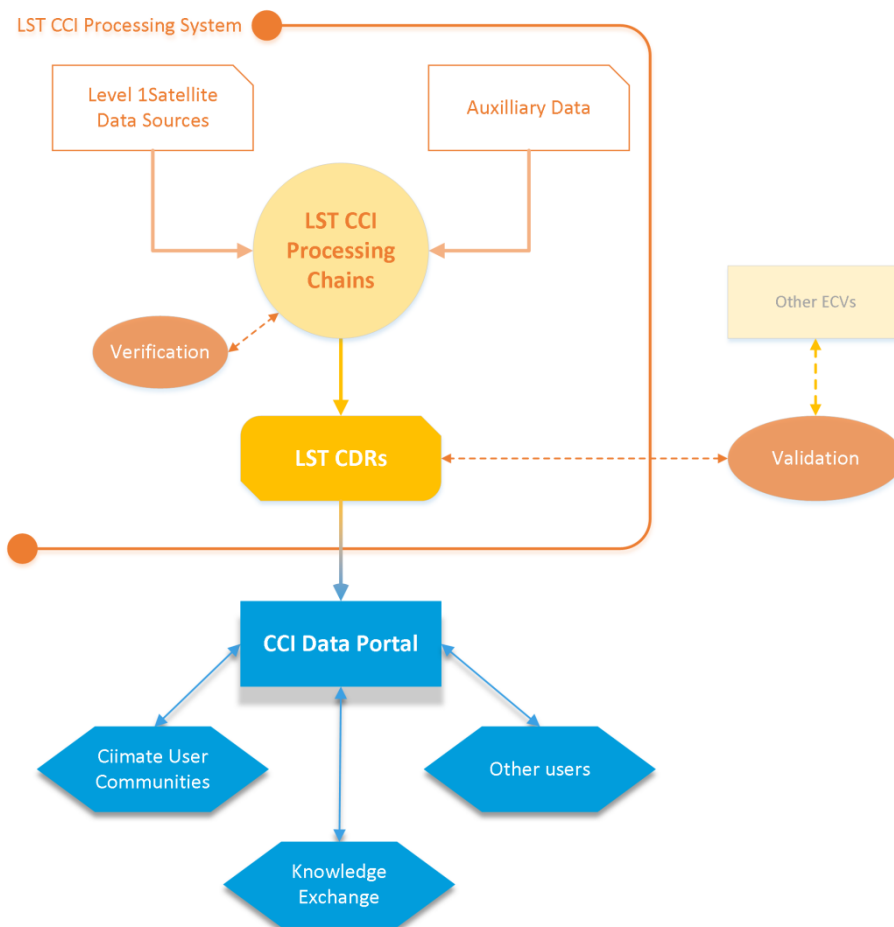 LST CCI Processing System
Level 1Satellite
Data Sources
Auxilliary Data
LST CCI
Processing
Chains
Other ECVs
Verification
LST CDRs
Validation
CCI Data Portal
Ciimate User
Communities
Other users
Knowledge
Exchange